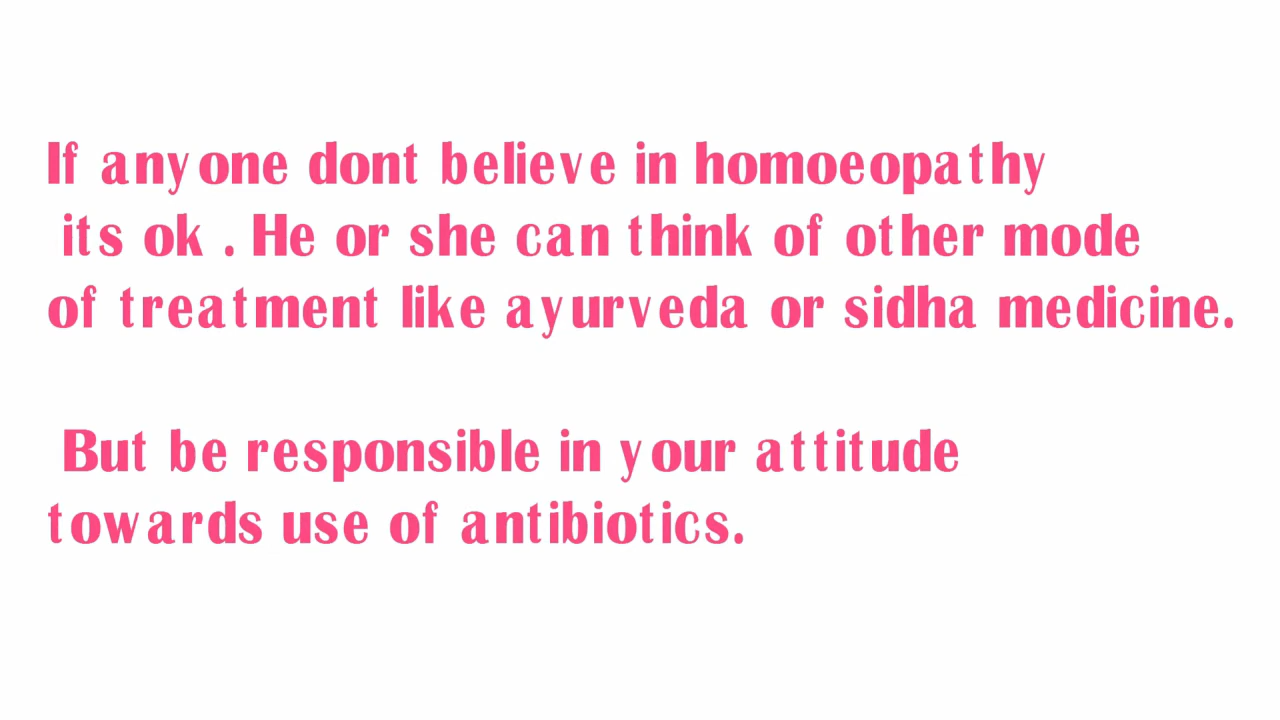 If anyone dont believe in homoeopathy
its ok . He or she can think of other mode
of treatment like ayurveda or sidha medicine.
But be responsible in your attitude
towards use of antibiotics.